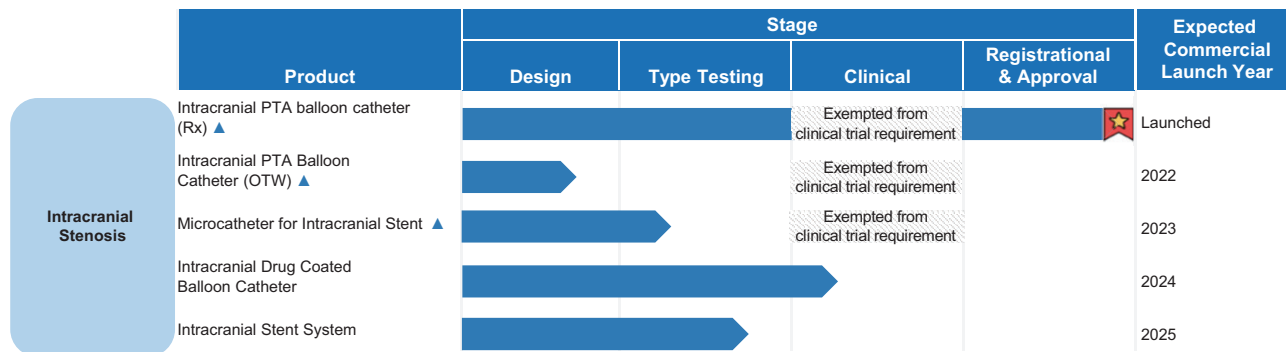 Stage
Expected
Commercial
Launch Year
Product
Design
Type Testing
Clinical
Registrational
& Approval
Intracranial
Stenosis
Intracranial PTA balloon catheter
(Rx) ▲
Exempted from
clinical trial requirement
Launched
Intracranial PTA Balloon
Catheter (OTW) ▲
Exempted from
clinical trial requirement
2022
Microcatheter for Intracranial Stent ▲
Exempted from
clinical trial requirement
2023
Intracranial Drug Coated
Balloon Catheter
2024
Intracranial Stent System
2025